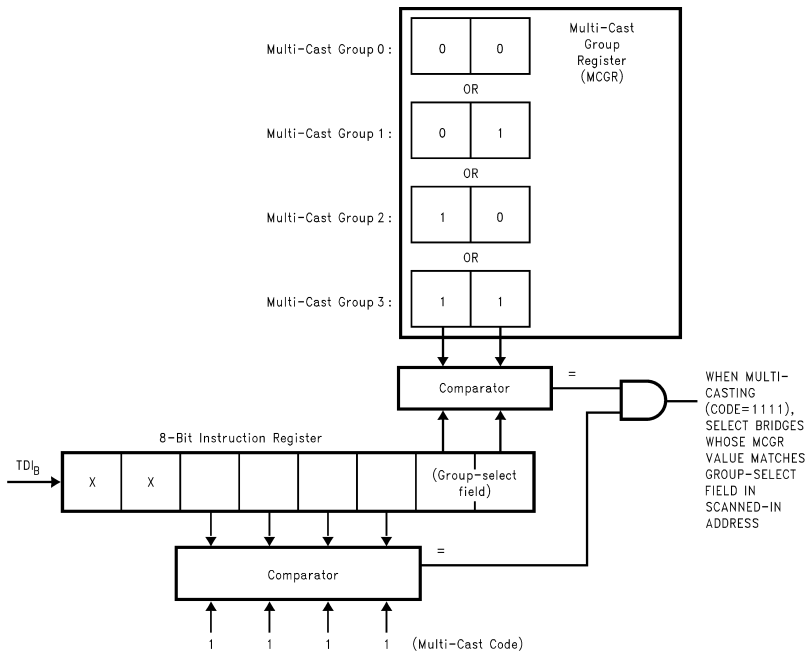 Multi-Cast Group 0 :
0 0
Multi-Cast
Group
Register
(MCGR)
OR
Multi-Cast Group 1 :
0 1
OR
Multi-Cast Group 2 :
1 0
OR
Multi-Cast Group 3 :
1 1
Comparator
=
WHEN MULTI-
CASTING
(CODE=1111),
SELECT BRIDGES
WHOSE MCGR
VALUE MATCHES
GROUP-SELECT
FIELD IN
SCANNED-IN
ADDRESS
8-Bit Instruction Register
TDIB
X X
(Group-select
field)
Comparator
=
1 1 1 1 (Multi-Cast Code)